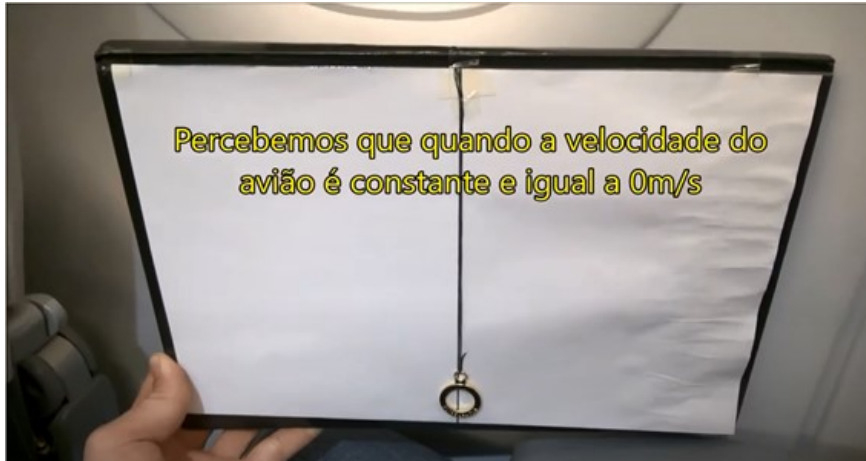 Percebemos que quando a velocidade do
avião é constante e igual a 0m/s